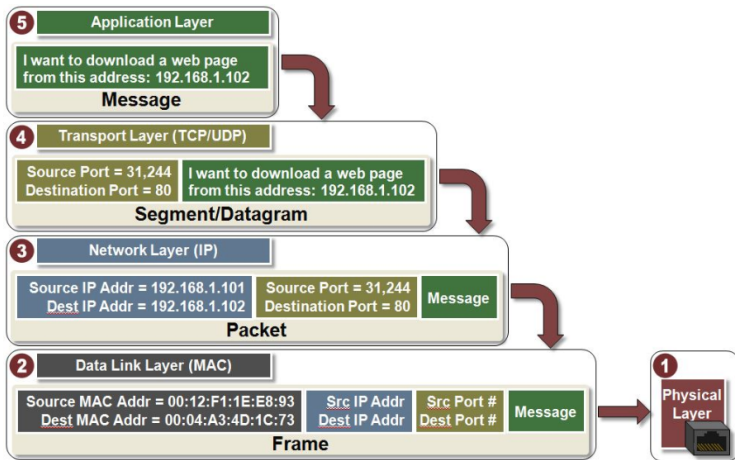 5
Application Layer
I want to download a web page
from this address: 192.168.1.102
Message
4
Transport Layer (TCP/UDP)
Source Port = 31,244
Destination Port = 80
I want to download a web page
from this address: 192.168.1.102
Segment/Datagram
3
Network Layer (IP)
Source IP Addr = 192.168.1.101
Dest IP Addr = 192.168.1.102
Source Port = 31,244
Destination Port = 80
Message
Packet
2
Data Link Layer (MAC)
Source MAC Addr = 00:12:F1:1E:E8:93
Dest MAC Addr = 00:04:A3:4D:1C:73
Src IP Addr
Dest IP Addr
Src Port #
Dest Port #
Message
Frame
1
Physical
Layer